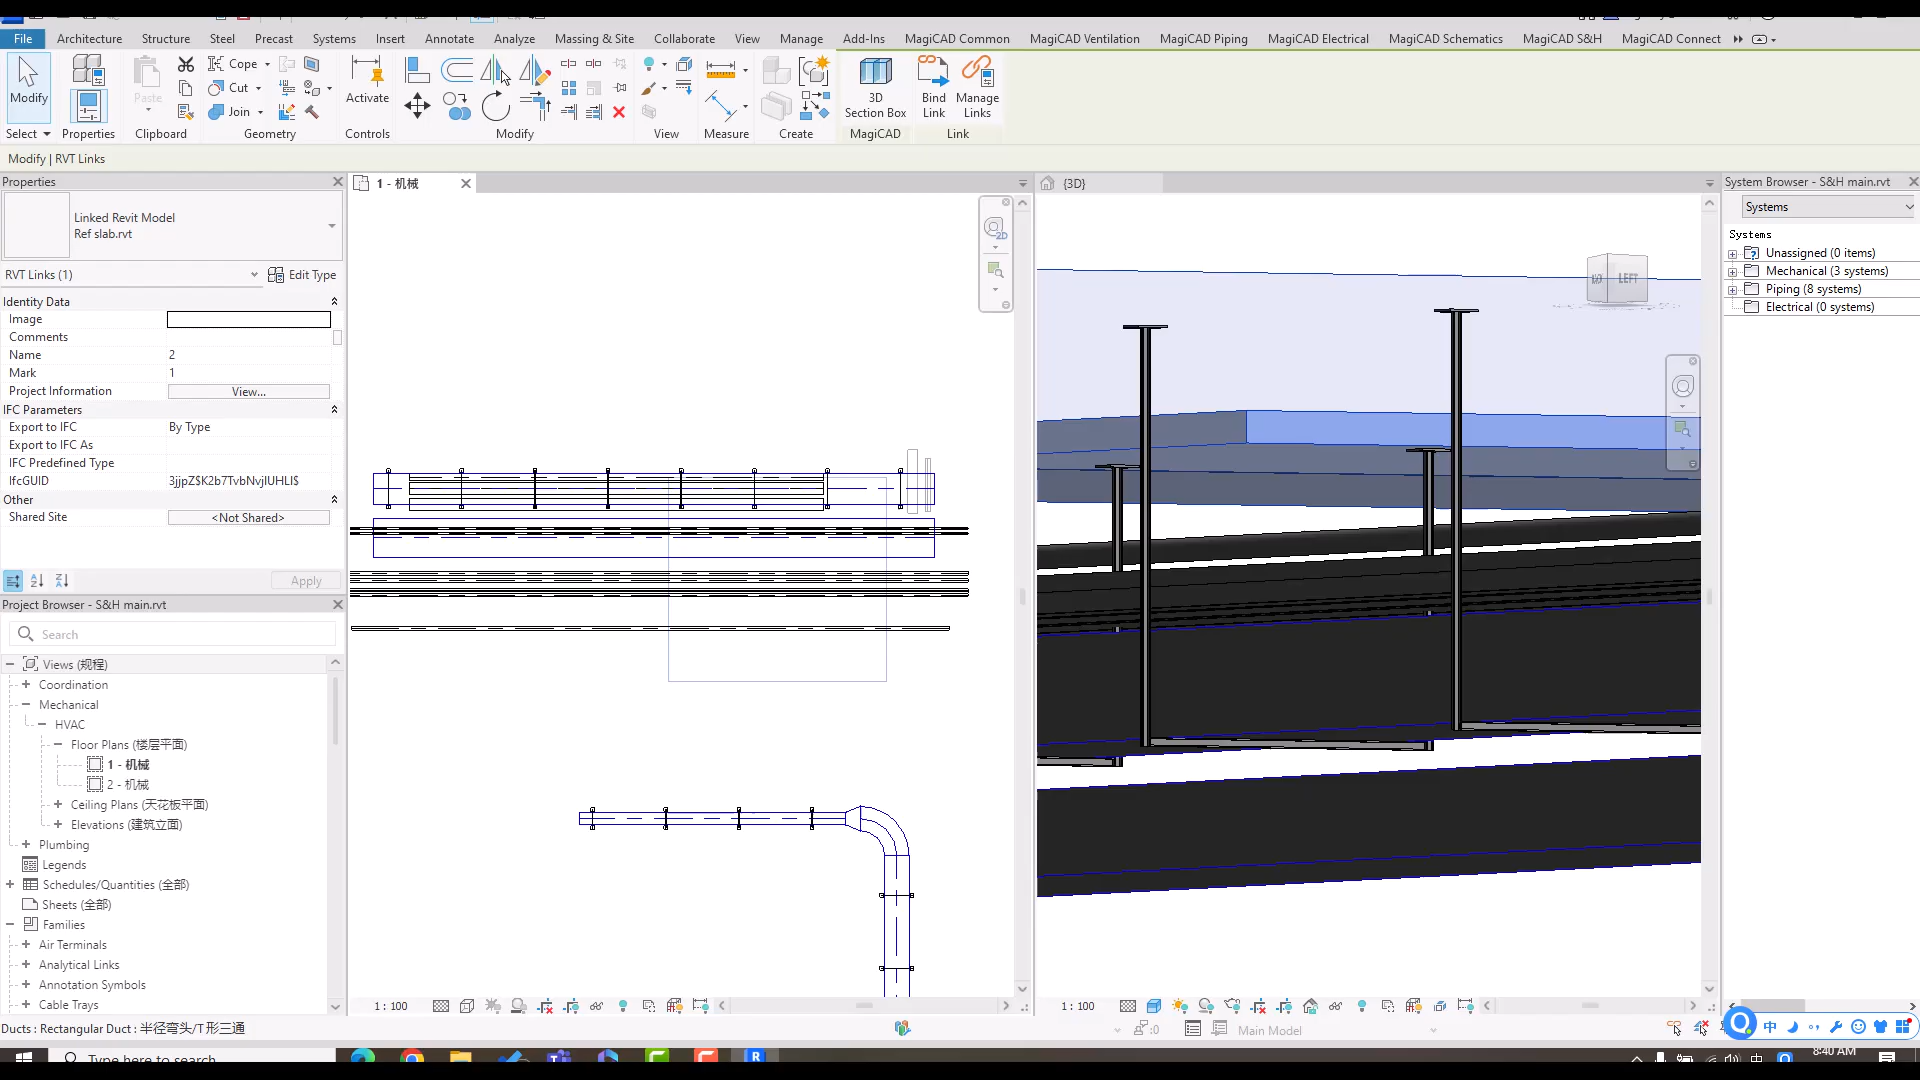 File Architecture Structure Steel Precast Systems Insert Annotate Analyze Massing & Site Collaborate View Manage Add-Ins MagiCAD Common MagiCAD Ventilation MagiCAD Piping MagiCAD Electrical MagiCAD Schematics MagiCAD S&H MagiCAD Connect
Modify
Paste
Cope
Cut
Join
Activate
3D
Section Box
Bind
Link
Manage
Links
Select Properties Clipboard Geometry Controls Modify View Measure Create MagiCAD Link
Modify | RVT Links
Properties
1 - 机械
{3D}
System Browser - S&H main.rvt
Linked Revit Model
Ref slab.rvt
RVT Links (1)
Edit Type
Identity Data
Image
Comments
Name 2
Mark 1
Project Information View...
IFC Parameters
Export to IFC By Type
Export to IFC As
IFC Predefined Type
IfcGUID 3jjpZ$K2b7TvbNvjIUHLI$
Other
Shared Site <Not Shared>
Apply
Project Browser - S&H main.rvt
Search
Views (规程)
Coordination
Mechanical
HVAC
Floor Plans (楼层平面)
1 - 机械
2 - 机械
Ceiling Plans (天花板平面)
Elevations (建筑立面)
Plumbing
Legends
Schedules/Quantities (全部)
Sheets (全部)
Families
Air Terminals
Analytical Links
Annotation Symbols
Cable Trays
2D
LEFT
Systems
Systems
Unassigned (0 items)
Mechanical (3 systems)
Piping (8 systems)
Electrical (0 systems)
1 : 100
1 : 100
Ducts : Rectangular Duct : 半径弯头/T 形三通
:0
Main Model
中
Type here to search
中
8:40 AM